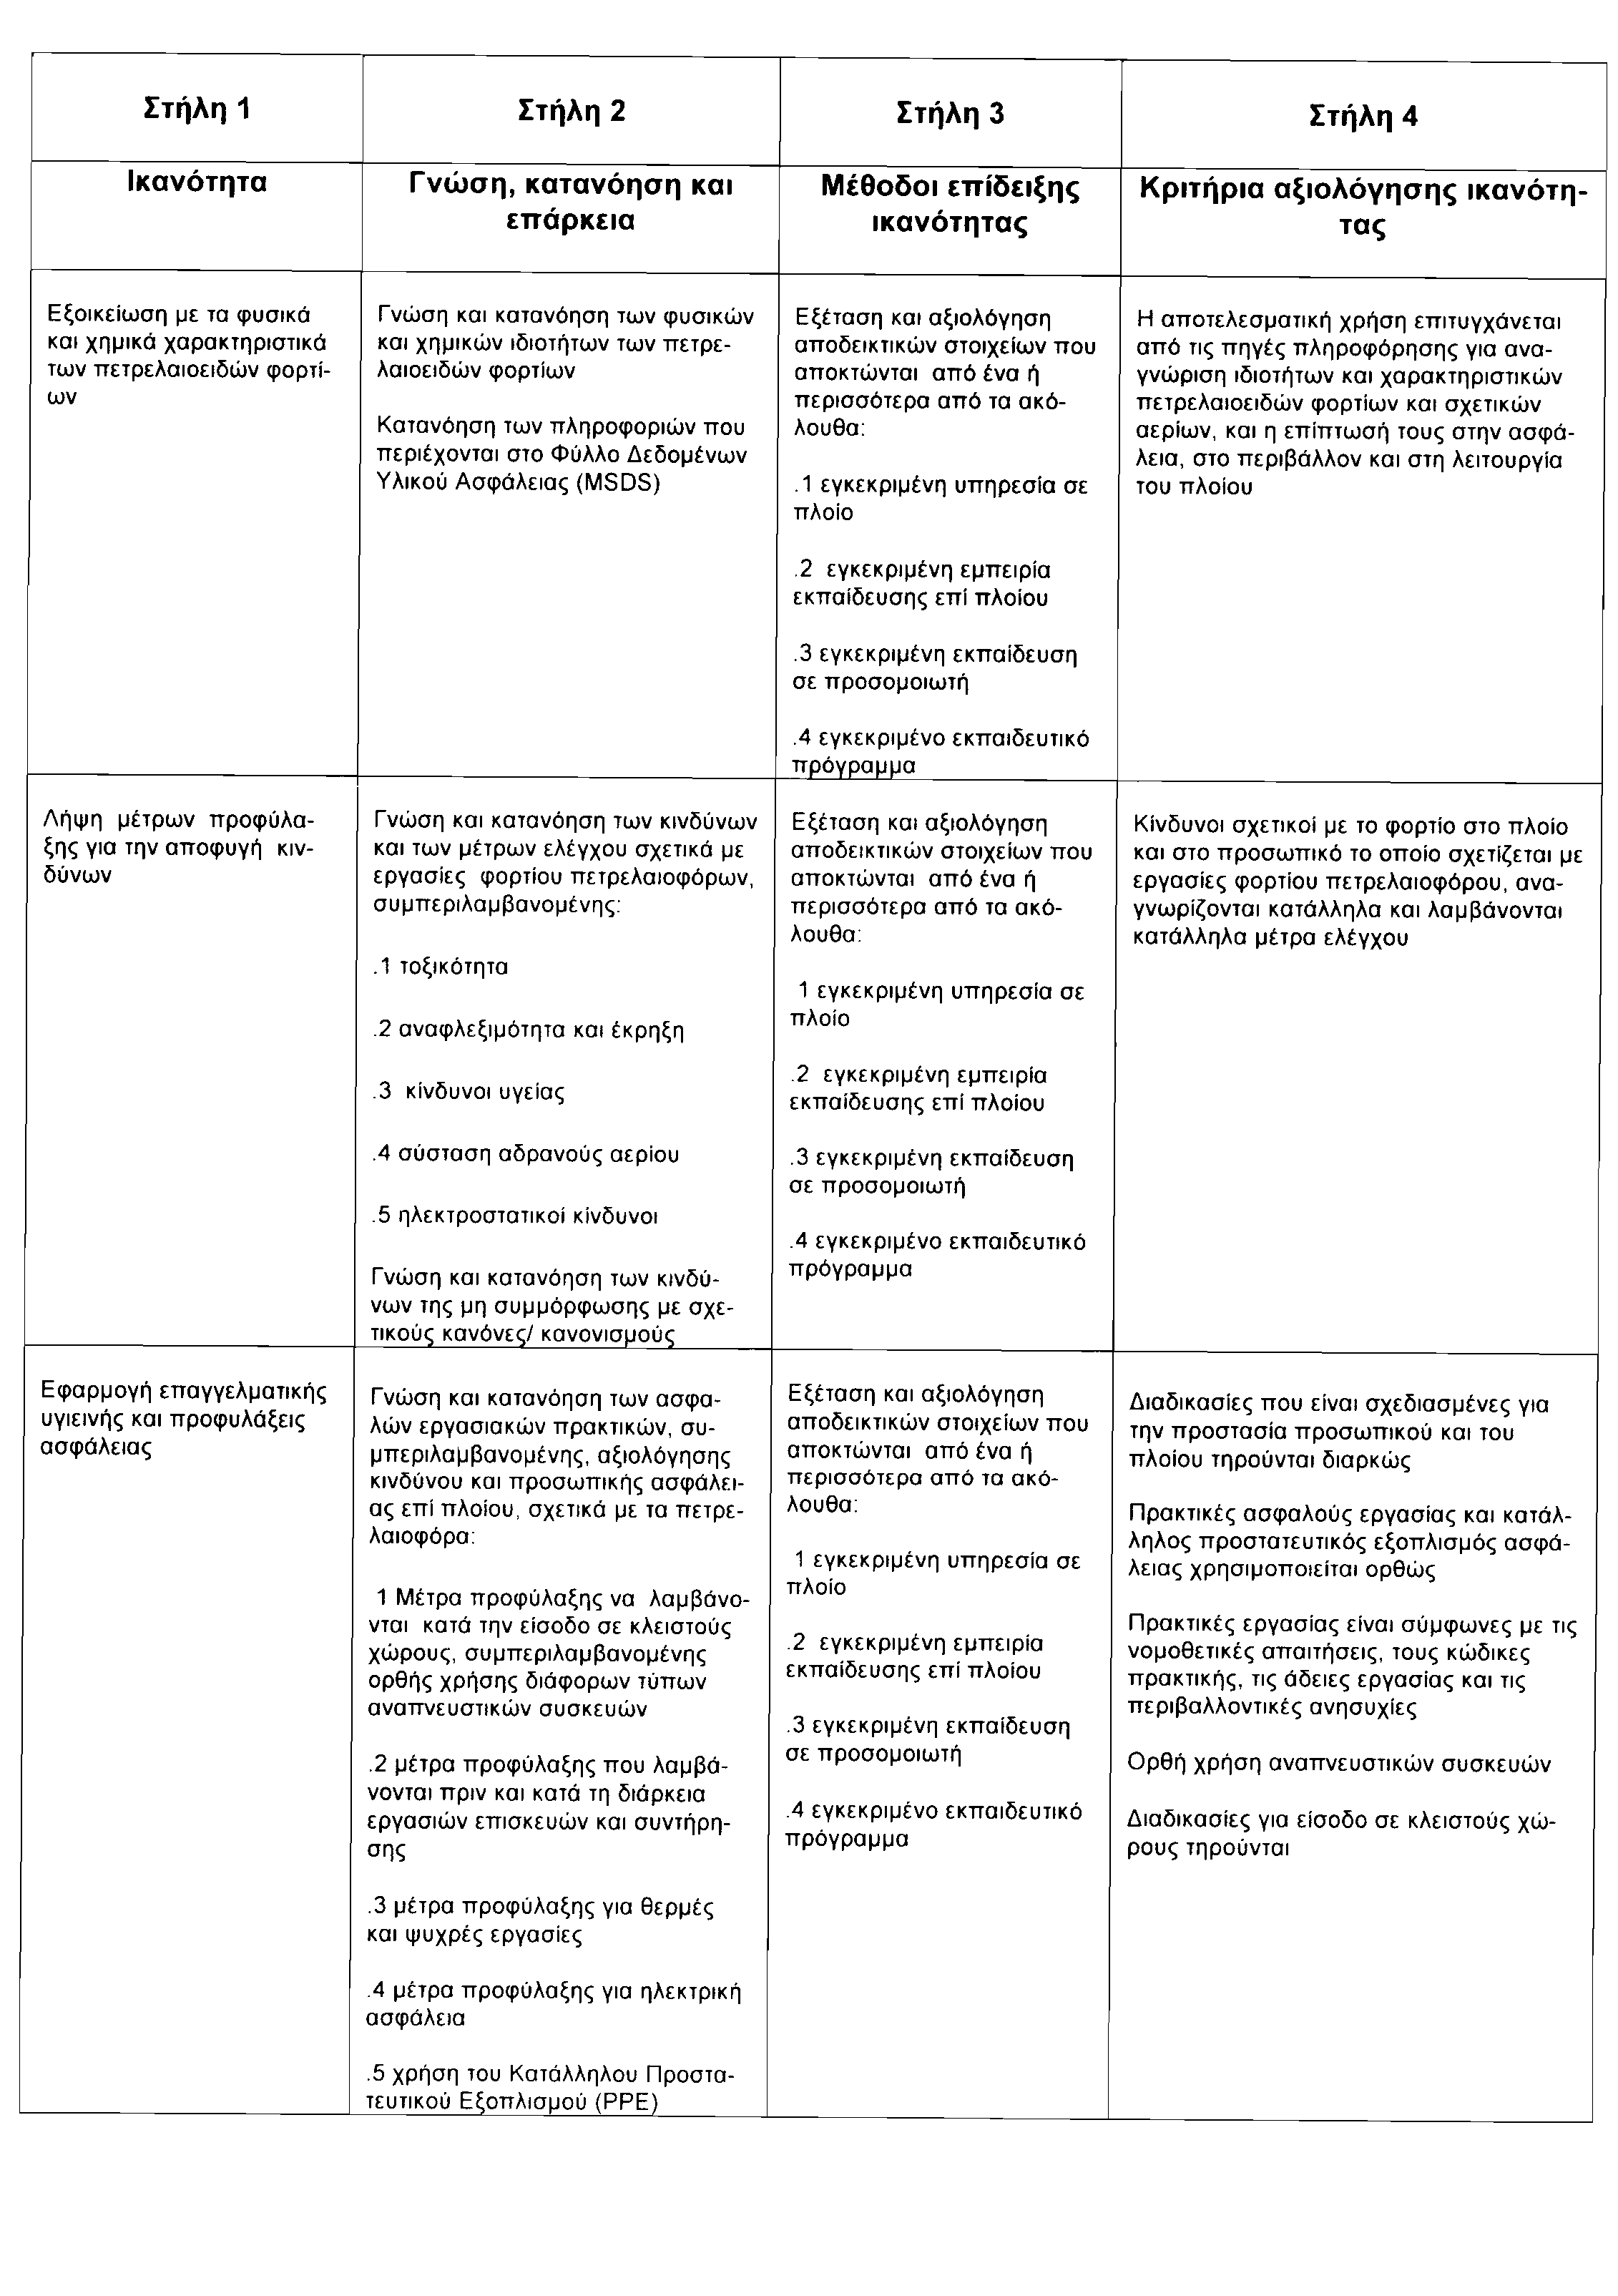 Στήλη 1
Στήλη 2
Στήλη 3
Στήλη 4
Ικανότητα
Γνώση, κατανόηση και
επάρκεια
Μέθοδοι επίδειξης
ικανότητας
Κριτήρια αξιολόγησης ικανότη-
τας
Εξοικείωση με τα φυσικά
και χημικά χαρακτηριστικά
των πετρελαιοειδών φορτί-
ων
Γνώση και κατανόηση των φυσικών
και χημικών ιδιοτήτων των πετρε-
λαιοειδών φορτίων
Κατανόηση των πληροφοριών που
περιέχονται στο Φύλλο Δεδομένων
Υλικού Ασφάλειας (MSDS)
Εξέταση και αξιολόγηση
αποδεικτικών στοιχείων που
αποκτώνται από ένα ή
περισσότερα από τα ακό-
λουθα:
.1 εγκεκριμένη υπηρεσία σε
πλοίο
.2 εγκεκριμένη εμπειρία
εκπαίδευσης επί πλοίου
.3 εγκεκριμένη εκπαίδευση
σε προσομοιωτή
.4 εγκεκριμένο εκπαιδευτικό
πρόγραμμα
Η αποτελεσματική χρήση επιτυγχάνεται
από τις πηγές πληροφόρησης για ανα-
γνώριση ιδιοτήτων και χαρακτηριστικών
πετρελαιοειδών φορτίων και σχετικών
αερίων, και η επίπτωσή τους στην ασφά-
λεια, στο περιβάλλον και στη λειτουργία
του πλοίου
Λήψη μέτρων προφύλα-
ξης για την αποφυγή κιν-
δύνων
Γνώση και κατανόηση των κινδύνων
και των μέτρων ελέγχου σχετικά με
εργασίες φορτίου πετρελαιοφόρων,
συμπεριλαμβανομένης:
.1 τοξικότητα
.2 αναφλεξιμότητα και έκρηξη
.3 κίνδυνοι υγείας
.4 σύσταση αδρανούς αερίου
.5 ηλεκτροστατικοί κίνδυνοι
Γνώση και κατανόηση των κινδύ-
νων της μη συμμόρφωσης με σχε-
τικούς κανόνες/ κανονισμούς
Εξέταση και αξιολόγηση
αποδεικτικών στοιχείων που
αποκτώνται από ένα ή
περισσότερα από τα ακό-
λουθα:
1 εγκεκριμένη υπηρεσία σε
πλοίο
.2 εγκεκριμένη εμπειρία
εκπαίδευσης επί πλοίου
.3 εγκεκριμένη εκπαίδευση
σε προσομοιωτή
.4 εγκεκριμένο εκπαιδευτικό
πρόγραμμα
Κίνδυνοι σχετικοί με το φορτίο στο πλοίο
και στο προσωπικό το οποίο σχετίζεται με
εργασίες φορτίου πετρελαιοφόρου, ανα-
γνωρίζονται κατάλληλα και λαμβάνονται
κατάλληλα μέτρα ελέγχου
Εφαρμογή επαγγελματικής
υγιεινής και προφυλάξεις
ασφάλειας
Γνώση και κατανόηση των ασφα-
λών εργασιακών πρακτικών, συ-
μπεριλαμβανομένης, αξιολόγησης
κινδύνου και προσωπικής ασφάλει-
ας επί πλοίου, σχετικά με τα πετρε-
λαιοφόρα:
1 Μέτρα προφύλαξης να λαμβάνο-
νται κατά την είσοδο σε κλειστούς
χώρους, συμπεριλαμβανομένης
ορθής χρήσης διάφορων τύπων
αναπνευστικών συσκευών
.2 μέτρα προφύλαξης που λαμβά-
νονται πριν και κατά τη διάρκεια
εργασιών επισκευών και συντήρη-
σης
.3 μέτρα προφύλαξης για θερμές
και ψυχρές εργασίες
.4 μέτρα προφύλαξης για ηλεκτρική
ασφάλεια
.5 χρήση του Κατάλληλου Προστα-
τευτικού Εξοπλισμού (PPE)
Εξέταση και αξιολόγηση
αποδεικτικών στοιχείων που
αποκτώνται από ένα ή
περισσότερα από τα ακό-
λουθα:
1 εγκεκριμένη υπηρεσία σε
πλοίο
.2 εγκεκριμένη εμπειρία
εκπαίδευσης επί πλοίου
.3 εγκεκριμένη εκπαίδευση
σε προσομοιωτή
.4 εγκεκριμένο εκπαιδευτικό
πρόγραμμα
Διαδικασίες που είναι σχεδιασμένες για
την προστασία προσωπικού και του
πλοίου τηρούνται διαρκώς
Πρακτικές ασφαλούς εργασίας και κατάλ-
ληλος προστατευτικός εξοπλισμός ασφά-
λειας χρησιμοποιείται ορθώς
Πρακτικές εργασίας είναι σύμφωνες με τις
νομοθετικές απαιτήσεις, τους κώδικες
πρακτικής, τις άδειες εργασίας και τις
περιβαλλοντικές ανησυχίες
Ορθή χρήση αναπνευστικών συσκευών
Διαδικασίες για είσοδο σε κλειστούς χώ-
ρους τηρούνται